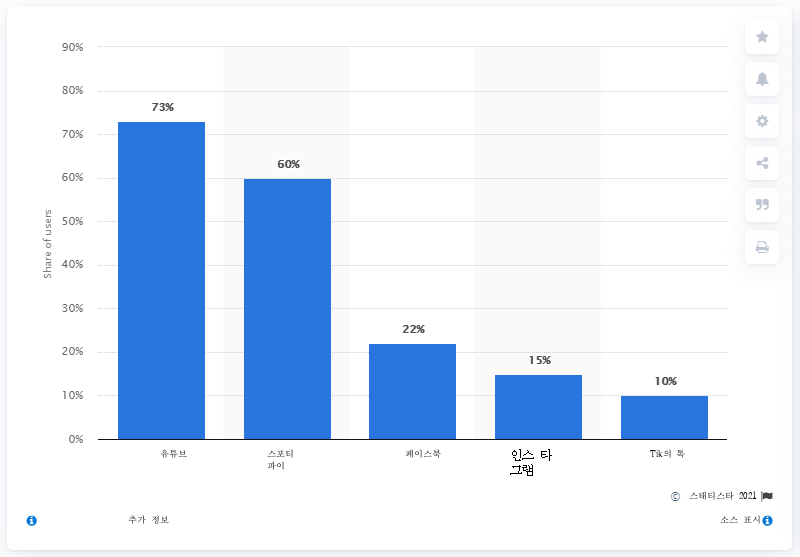 90%
80%
73%
70%
60%
60%
50%
Share of users
40%
30%
22%
20%
15%
10%
10%
0%
유튜브
스포티
파이
페이스북
인스 타
그램
Tik의 톡
© 스태티스타 2021
추가 정보
소스 표시